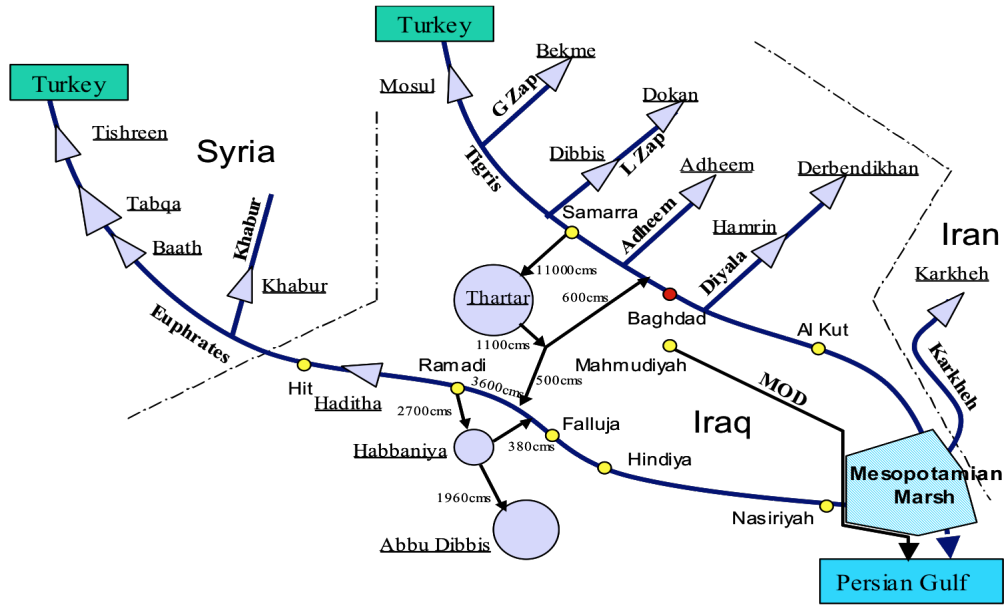 Turkey
Turkey
Bekme
Mosul
G Zap
Dokan
Tishreen
Syria
Dibbis
L Zap
Adheem
Derbendikhan
Tigris
Tabqa
Khabur
Samarra
Adheem
Hamrin
Baath
Diyala
Iran
Karkheh
11000cms
Khabur
Thartar
600cms
Euphrates
Baghdad
Al Kut
1100cms
Ramadi
Mahmudiyah
Karkheh
Hit
3600cms
500cms
MOD
Haditha
2700cms
Falluja
Iraq
Habbaniya
380cms
Hindiya
Mesopotamian
Marsh
1960cms
Nasiriyah
Abbu Dibbis
Persian Gulf